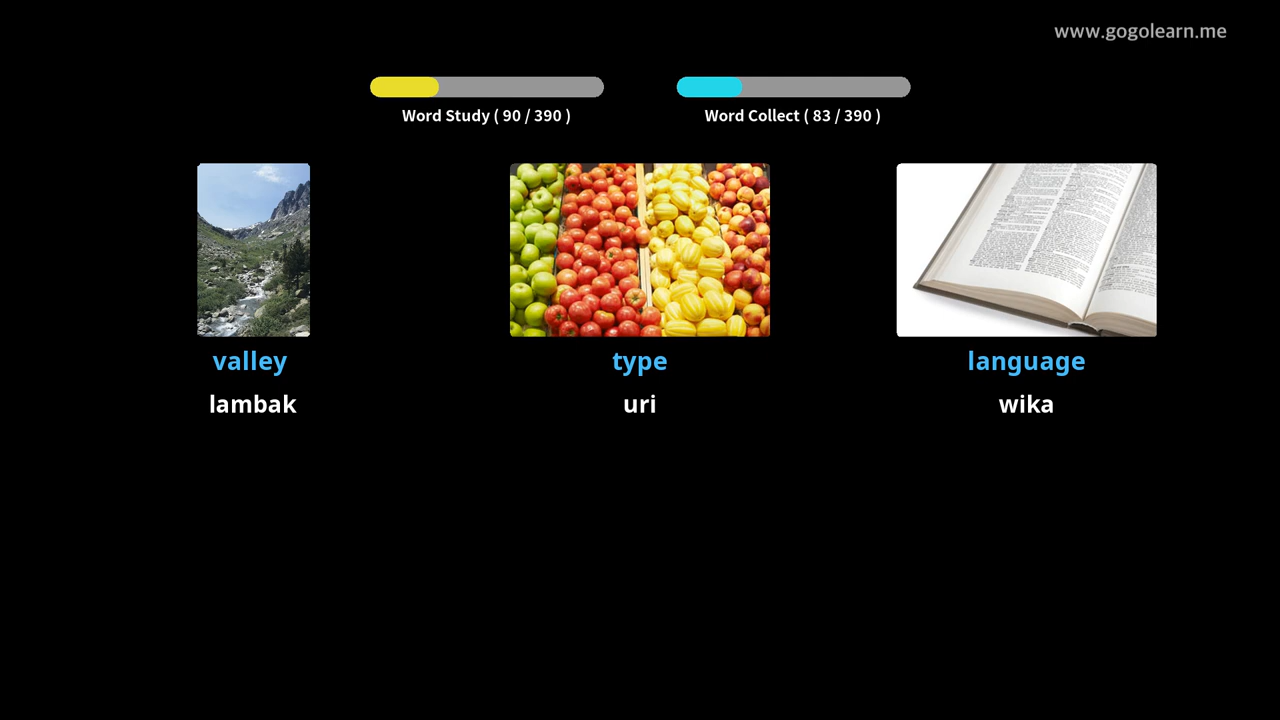 www.gogolearn.me
Word Study ( 90 / 390 )
Word Collect ( 83 / 390 )
valley
type
language
lambak
uri
wika